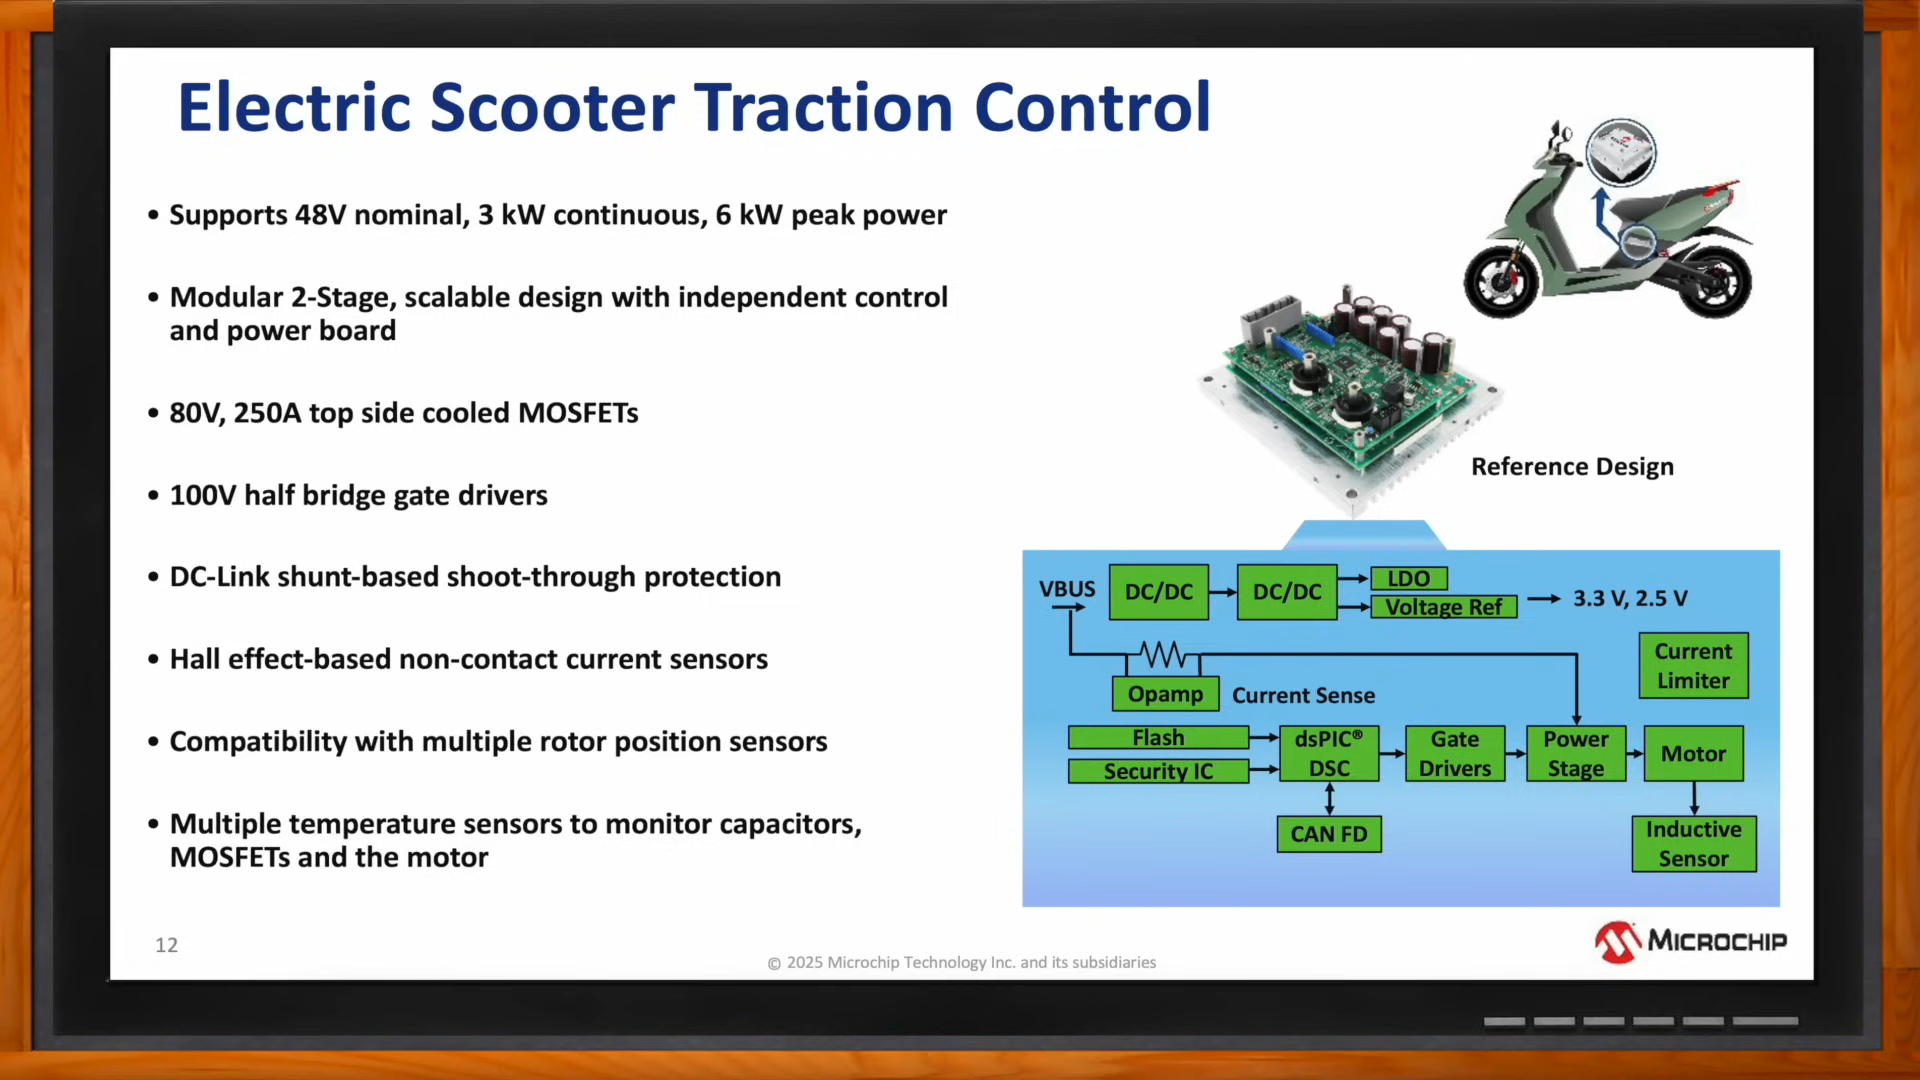 Electric Scooter Traction Control
• Supports 48V nominal, 3 kW continuous, 6 kW peak power
• Modular 2-Stage, scalable design with independent control
and power board
• 80V, 250A top side cooled MOSFETs
• 100V half bridge gate drivers
• DC-Link shunt-based shoot-through protection
• Hall effect-based non-contact current sensors
• Compatibility with multiple rotor position sensors
• Multiple temperature sensors to monitor capacitors,
MOSFETs and the motor
Reference Design
VBUS
DC/DC
DC/DC
LDO
Voltage Ref
3.3 V, 2.5 V
Current
Limiter
Opamp
Current Sense
Flash
Security IC
dsPIC®
DSC
Gate
Drivers
Power
Stage
Motor
CAN FD
Inductive
Sensor
12
© 2025 Microchip Technology Inc. and its subsidiaries
MICROCHIP